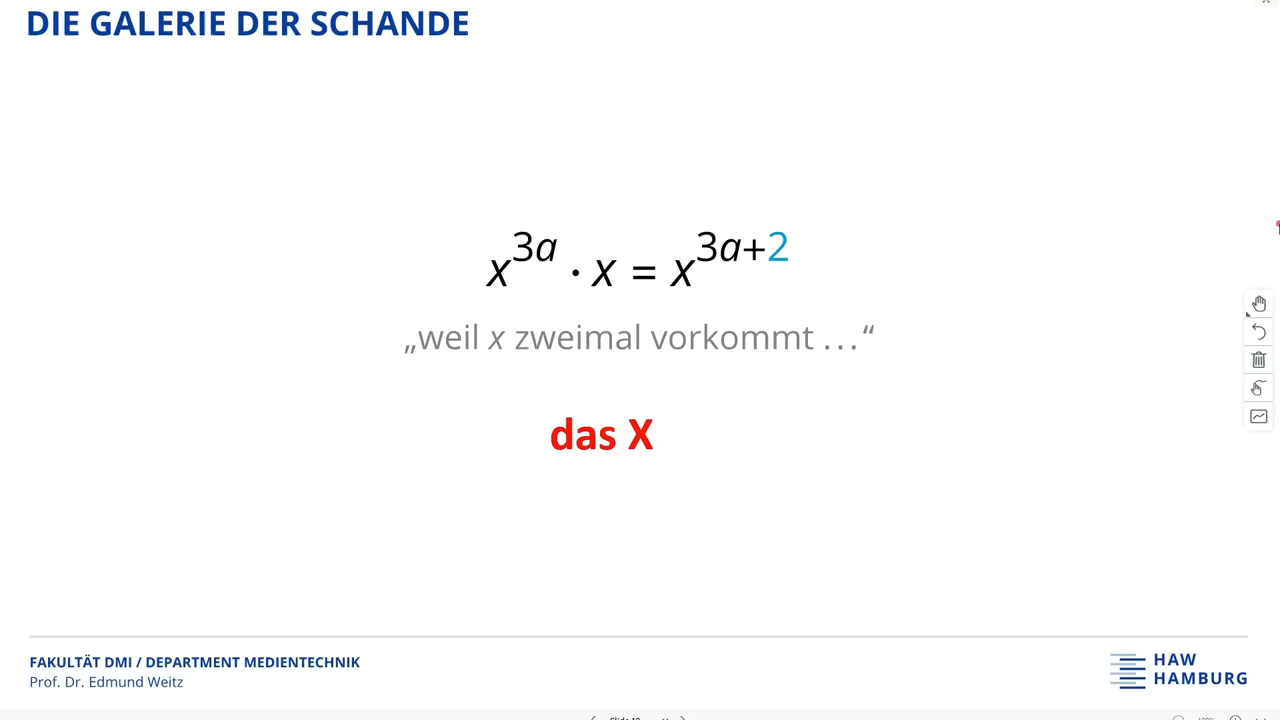 DIE GALERIE DER SCHANDE
x^{3a} · x = x^{3a+2}
„weil x zweimal vorkommt ...“
das X
FAKULTÄT DMI / DEPARTMENT MEDIENTECHNIK
Prof. Dr. Edmund Weitz
HAW
HAMBURG